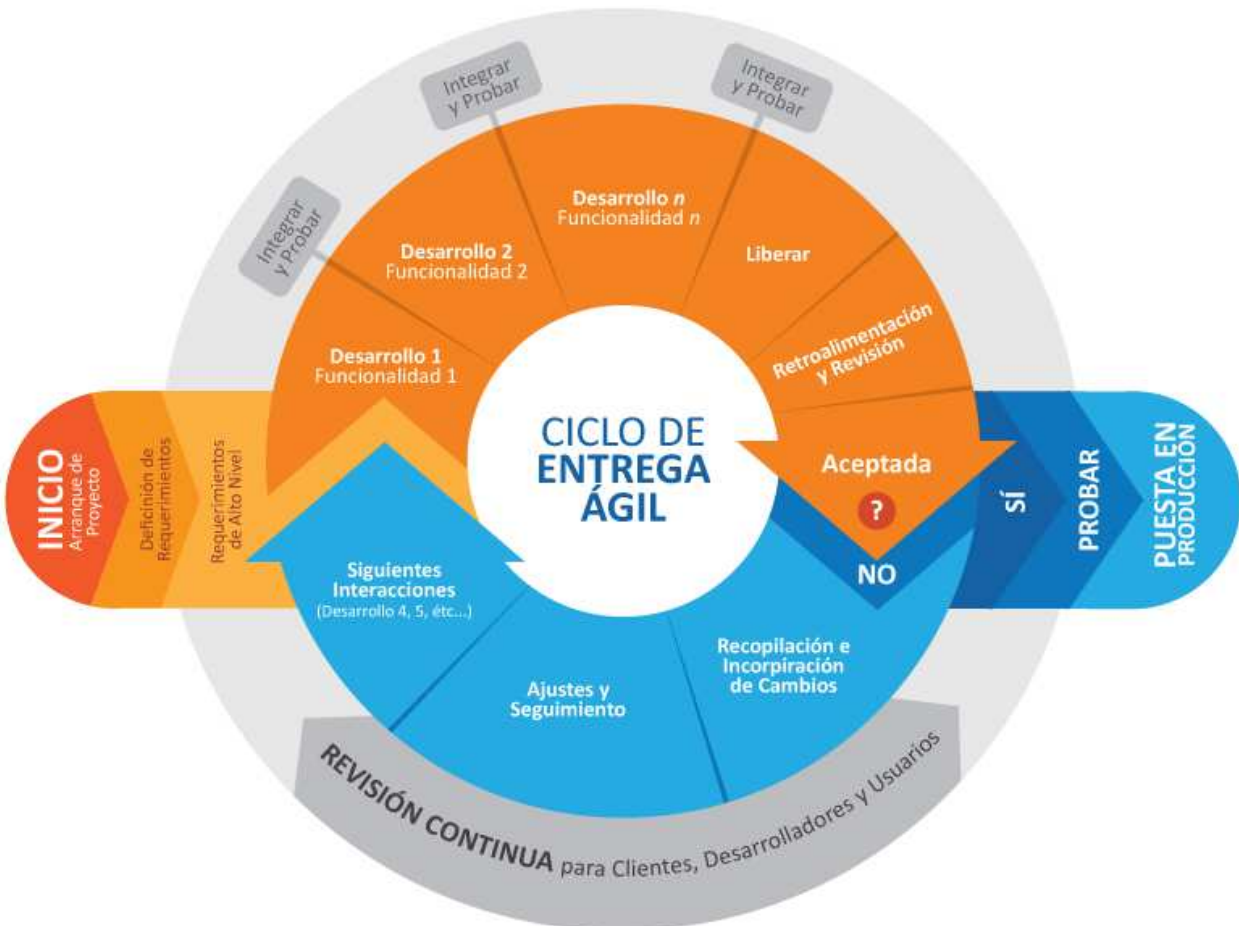 INICIO
Arranque de
Proyecto
Deficinión de
Requerimientos
Requerimientos
de Alto Nivel
Desarrollo 1
Funcionalidad 1
Integrar
y Probar
Desarrollo 2
Funcionalidad 2
Integrar
y Probar
Desarrollo n
Funcionalidad n
Integrar
y Probar
Liberar
Retroalimentación
y Revisión
Aceptada
?
SÍ
PROBAR
PUESTA EN
PRODUCCIÓN
NO
Recopilación e
Incorpiración
de Cambios
Ajustes y
Seguimiento
Siguientes
Interacciones
(Desarrollo 4, 5, étc...)
CICLO DE
ENTREGA
ÁGIL
REVISIÓN CONTINUA para Clientes, Desarrolladores y Usuarios